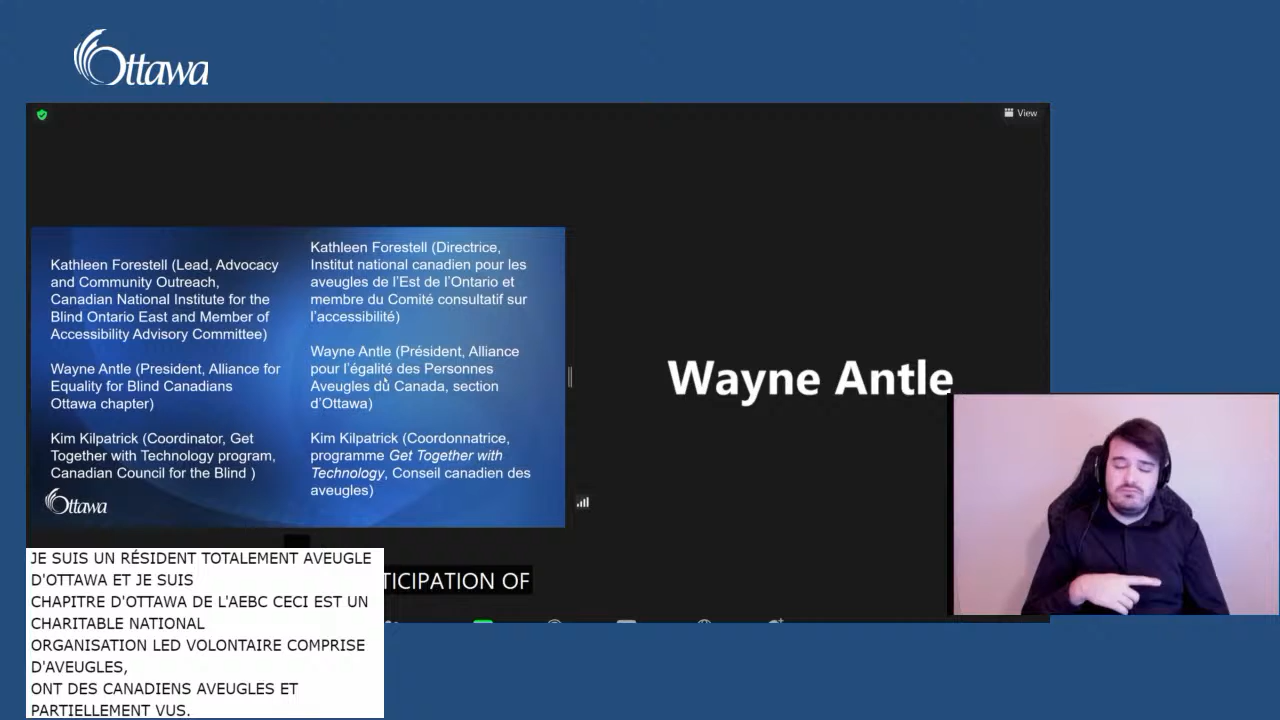 Ottawa
View
Kathleen Forestell (Lead, Advocacy
and Community Outreach,
Canadian National Institute for the
Blind Ontario East and Member of
Accessibility Advisory Committee)
Wayne Antle (President, Alliance for
Equality for Blind Canadians
Ottawa chapter)
Kim Kilpatrick (Coordinator, Get
Together with Technology program,
Canadian Council for the Blind )
Ottawa
Kathleen Forestell (Directrice,
Institut national canadien pour les
aveugles de l’Est de l’Ontario et
membre du Comité consultatif sur
l’accessibilité)
Wayne Antle (Président, Alliance
pour l’égalité des Personnes
Aveugles du Canada, section
d’Ottawa)
Kim Kilpatrick (Coordonnatrice,
programme Get Together with
Technology, Conseil canadien des
aveugles)
Wayne Antle
TICIPATION OF
JE SUIS UN RÉSIDENT TOTALEMENT AVEUGLE
D'OTTAWA ET JE SUIS
CHAPITRE D'OTTAWA DE L'AEBC CECI EST UN
CHARITABLE NATIONAL
ORGANISATION LED VOLONTAIRE COMPRISE
D'AVEUGLES,
ONT DES CANADIENS AVEUGLES ET
PARTIELLEMENT VUS.